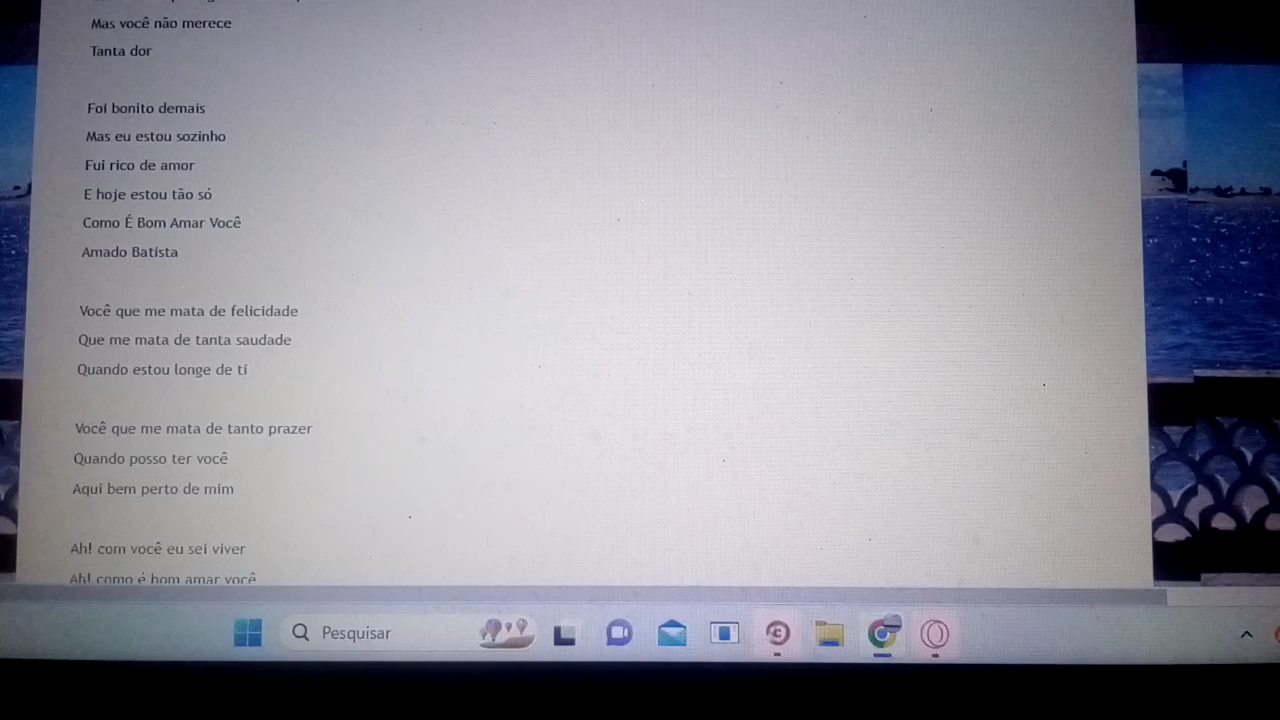 Mas você não merece
Tanta dor
Foi bonito demais
Mas eu estou sozinho
Fui rico de amor
E hoje estou tão só
Como É Bom Amar Você
Amado Batista
Você que me mata de felicidade
Que me mata de tanta saudade
Quando estou longe de ti
Você que me mata de tanto prazer
Quando posso ter você
Aqui bem perto de mim
Ah! com você eu sei viver
Ah! como é bom amar você
Pesquisar